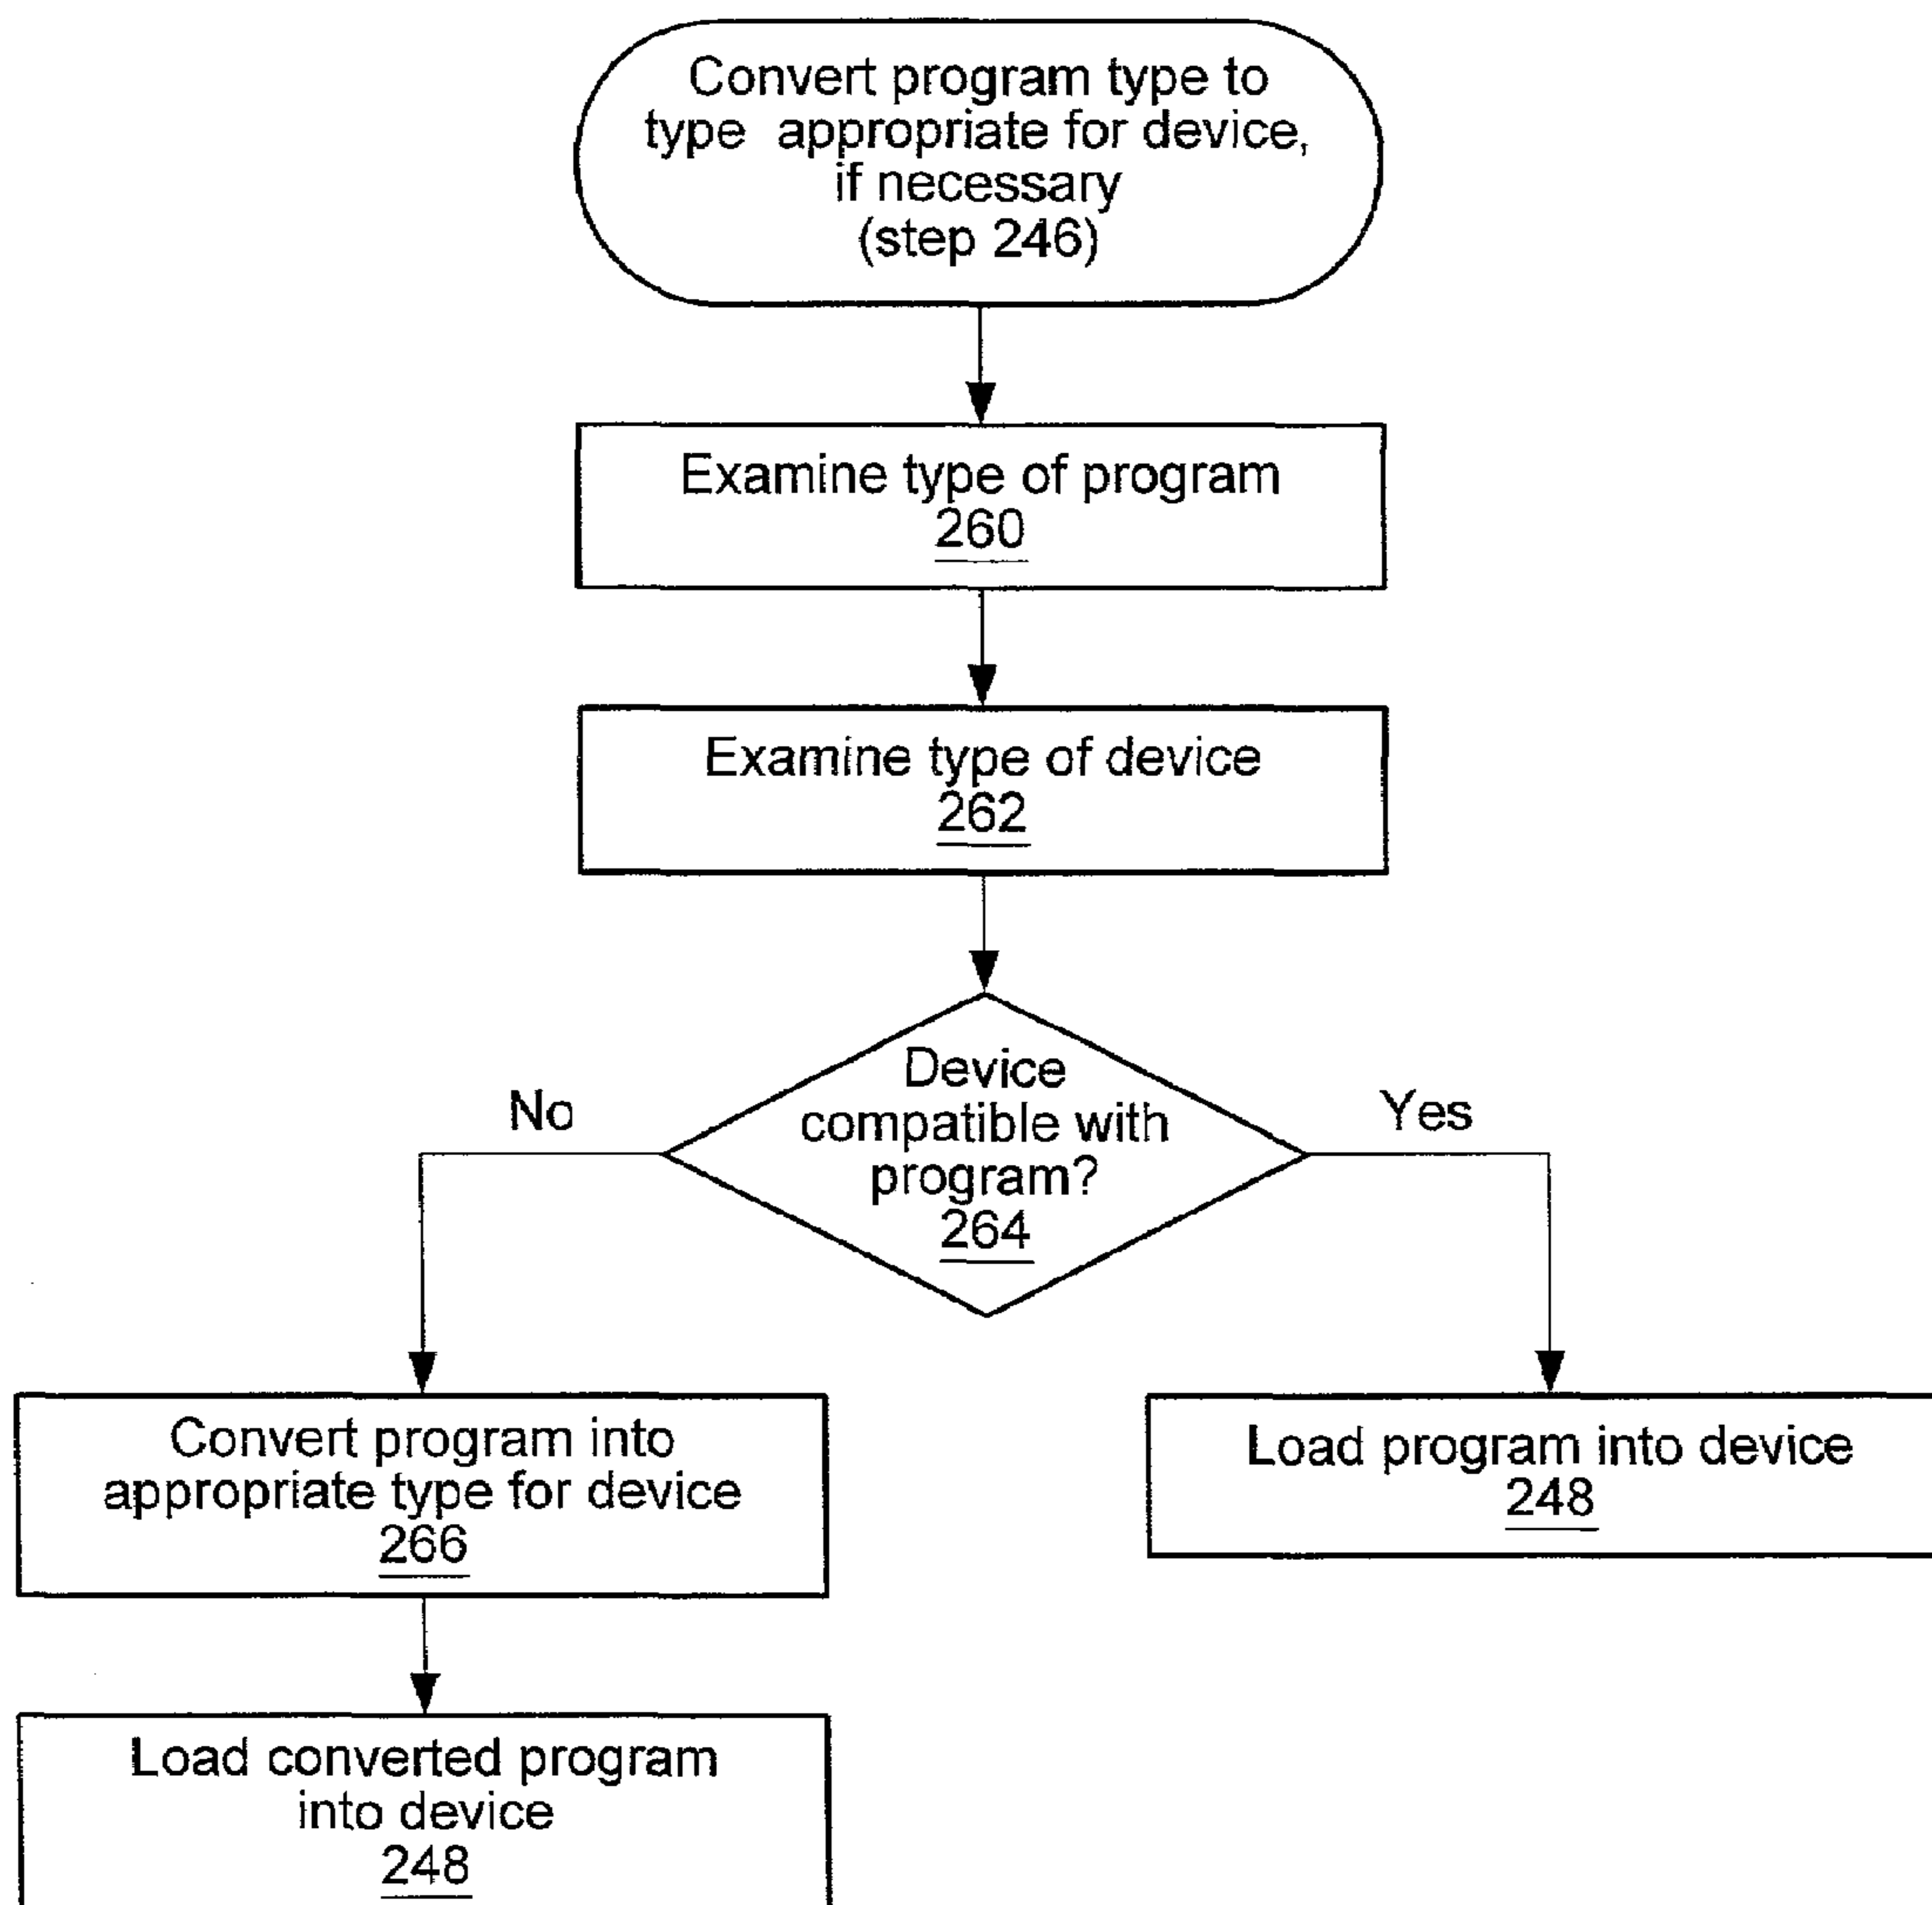 Convert program type to
type appropriate for device,
if necessary
(step 246)
Examine type of program
260
Examine type of device
262
Device
compatible with
program?
264
No
Yes
Convert program into
appropriate type for device
266
Load program into device
248
Load converted program
into device
248